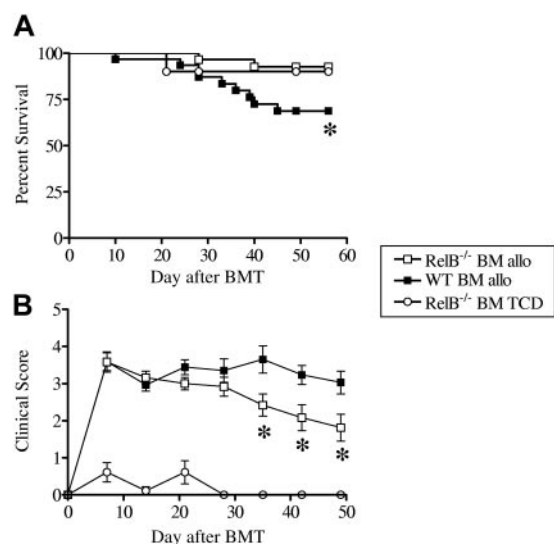 A
Percent Survival
100
75
50
25
0
*
0 10 20 30 40 50 60
Day after BMT
RelB-/- BM allo
WT BM allo
RelB-/- BM TCD
B
Clinical Score
5
4
3
2
1
0
* * *
0 10 20 30 40 50
Day after BMT